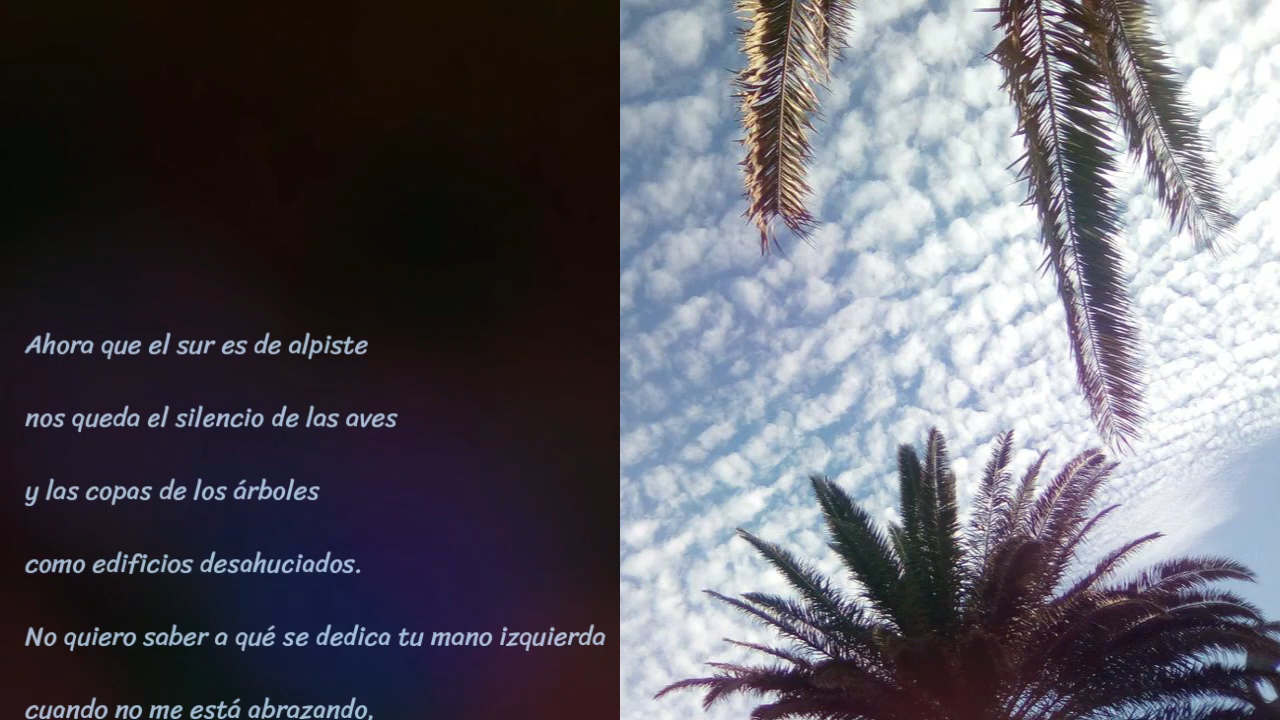 Ahora que el sur es de alpiste
nos queda el silencio de las aves
y las copas de los árboles
como edificios desahuciados.
No quiero saber a qué se dedica tu mano izquierda
cuando no me está abrazando,